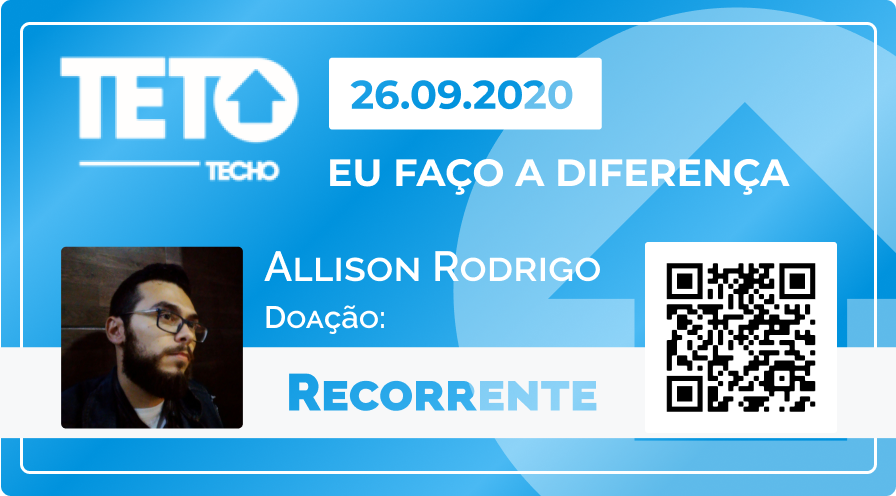 TETO
TECHO
26.09.2020
EU FAÇO A DIFERENÇA
ALLISON RODRIGO
DOAÇÃO:
RECORRENTE